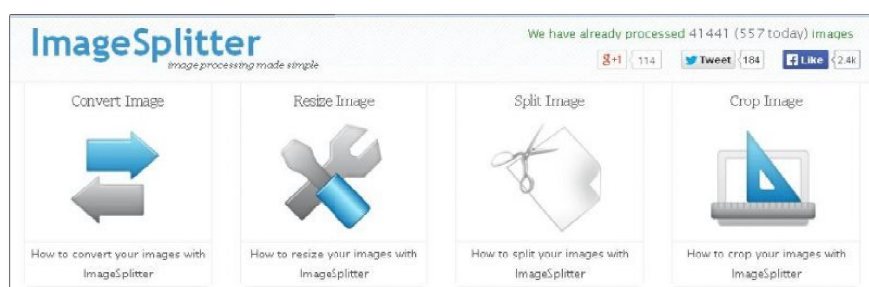 ImageSplitter
image processing made simple
We have already processed 41441 (557 today) images
g+1 114 Tweet 184 Like 2.4k
Convert Image
Resize Image
Split Image
Crop Image
How to convert your images with
ImageSplitter
How to resize your images with
ImageSplitter
How to split your images with
ImageSplitter
How to crop your images with
ImageSplitter